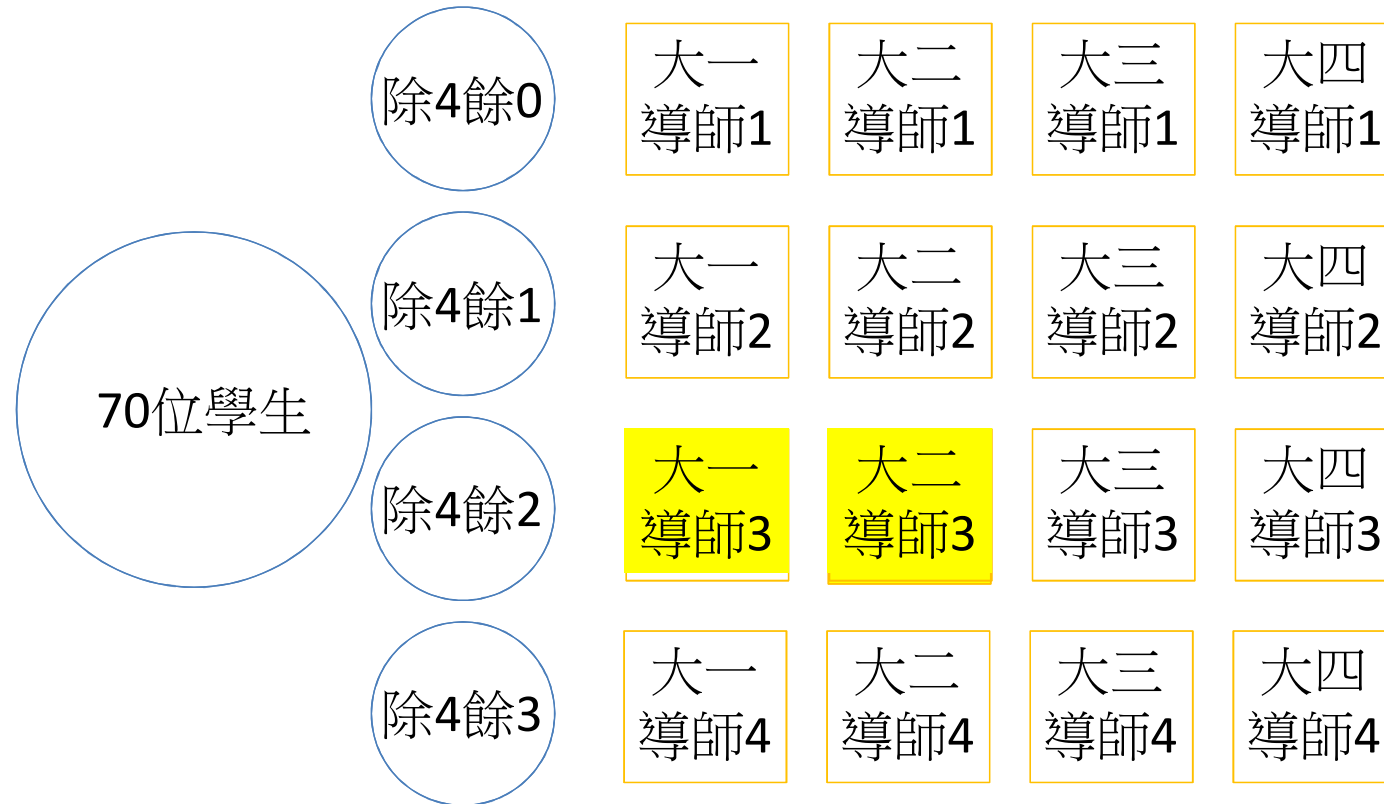 除4餘0
大一
導師1
大二
導師1
大三
導師1
大四
導師1
除4餘1
大一
導師2
大二
導師2
大三
導師2
大四
導師2
70位學生
除4餘2
大一
導師3
大二
導師3
大三
導師3
大四
導師3
除4餘3
大一
導師4
大二
導師4
大三
導師4
大四
導師4